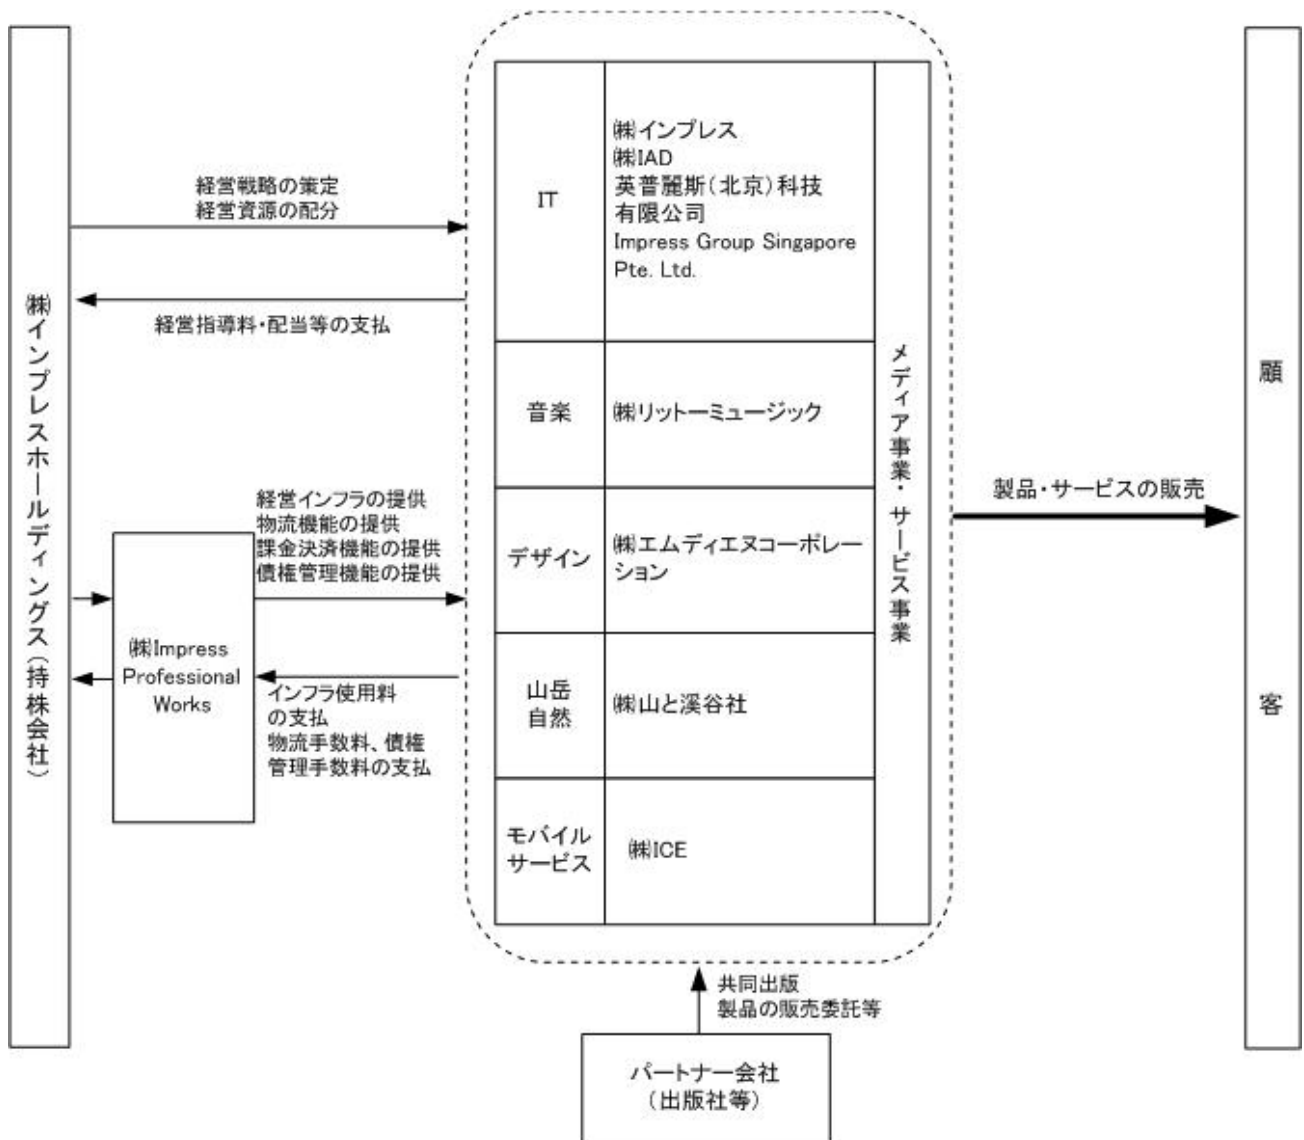 ㈱インプレスホールディングス（持株会社）
経営戦略の策定
経営資源の配分
経営指導料・配当等の支払
経営インフラの提供
物流機能の提供
課金決済機能の提供
債権管理機能の提供
㈱Impress
Professional
Works
インフラ使用料
の支払
物流手数料、債権
管理手数料の支払
IT
㈱インプレス
㈱IAD
英普麗斯（北京）科技
有限公司
Impress Group Singapore
Pte. Ltd.
音楽
㈱リットーミュージック
デザイン
㈱エムディエヌコーポレー
ション
山岳
自然
㈱山と溪谷社
モバイル
サービス
㈱ICE
メディア事業・サービス事業
製品・サービスの販売
顧客
共同出版
製品の販売委託等
パートナー会社
（出版社等）